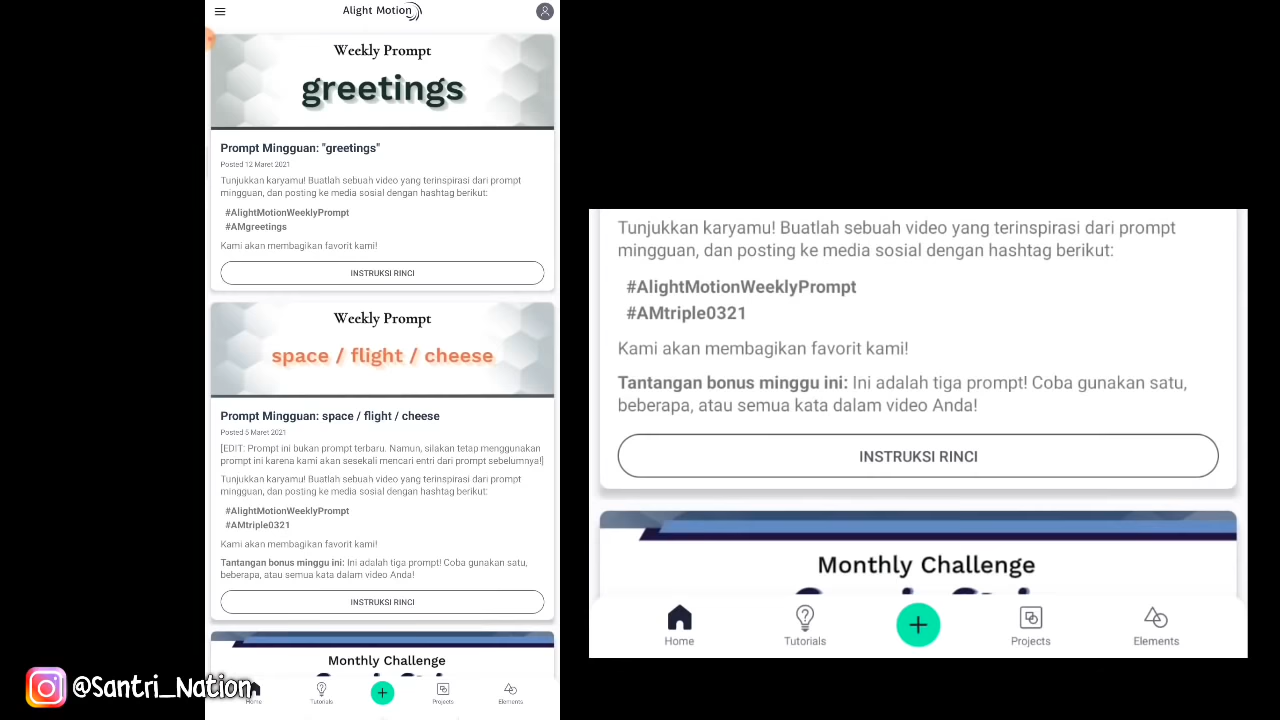 Alight Motion
Weekly Prompt
greetings
Prompt Mingguan: "greetings"
Posted 12 Maret 2021
Tunjukkan karyamu! Buatlah sebuah video yang terinspirasi dari prompt
mingguan, dan posting ke media sosial dengan hashtag berikut:
#AlightMotionWeeklyPrompt
#AMgreetings
Kami akan membagikan favorit kami!
INSTRUKSI RINCI
Weekly Prompt
space / flight / cheese
Prompt Mingguan: space / flight / cheese
Posted 5 Maret 2021
[EDIT: Prompt ini bukan prompt terbaru. Namun, silakan tetap menggunakan
prompt ini karena kami akan sesekali mencari entri dari prompt sebelumnya!]
Tunjukkan karyamu! Buatlah sebuah video yang terinspirasi dari prompt
mingguan, dan posting ke media sosial dengan hashtag berikut:
#AlightMotionWeeklyPrompt
#AMtriple0321
Kami akan membagikan favorit kami!
Tantangan bonus minggu ini: Ini adalah tiga prompt! Coba gunakan satu,
beberapa, atau semua kata dalam video Anda!
INSTRUKSI RINCI
Monthly Challenge
Home Tutorials Projects Elements
@Santri_Nation
Tunjukkan karyamu! Buatlah sebuah video yang terinspirasi dari prompt
mingguan, dan posting ke media sosial dengan hashtag berikut:
#AlightMotionWeeklyPrompt
#AMtriple0321
Kami akan membagikan favorit kami!
Tantangan bonus minggu ini: Ini adalah tiga prompt! Coba gunakan satu,
beberapa, atau semua kata dalam video Anda!
INSTRUKSI RINCI
Monthly Challenge
Home Tutorials Projects Elements